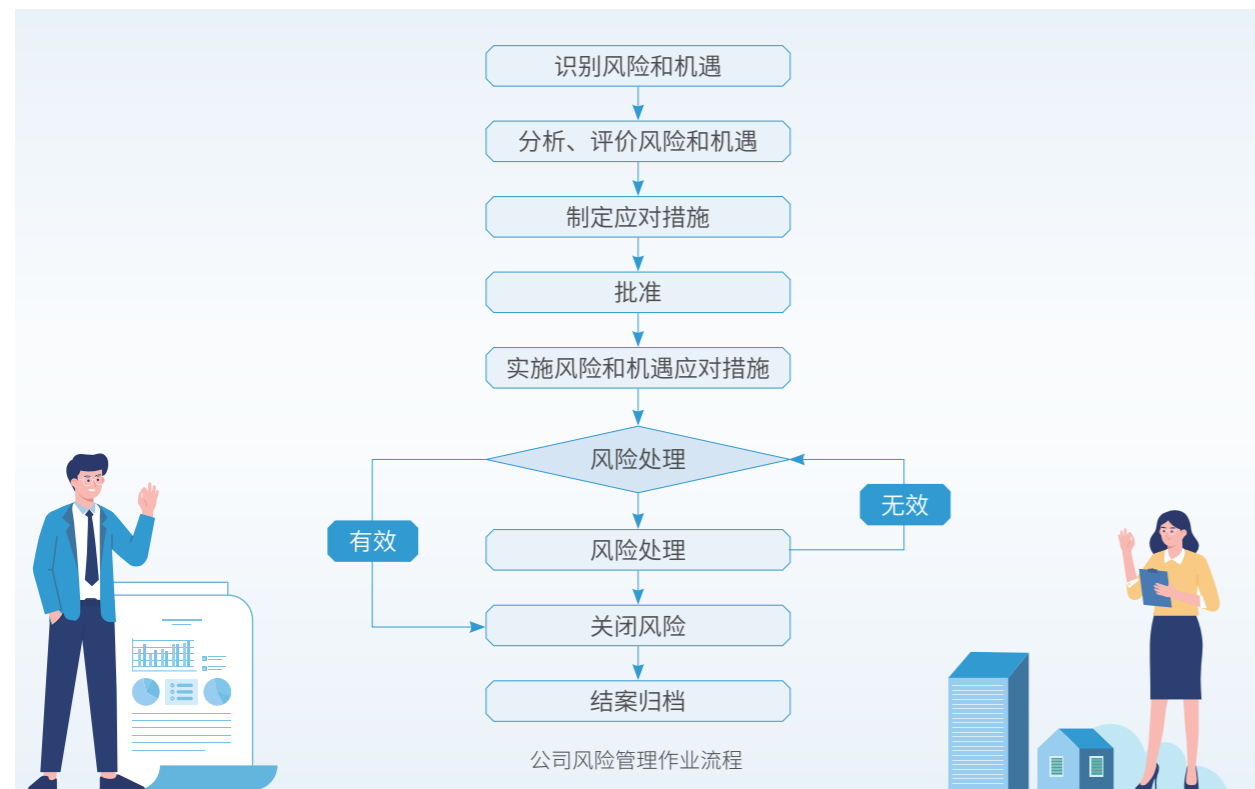 识别风险和机遇
分析、评价风险和机遇
制定应对措施
批准
实施风险和机遇应对措施
风险处理
无效
有效
风险处理
关闭风险
结案归档
公司风险管理作业流程